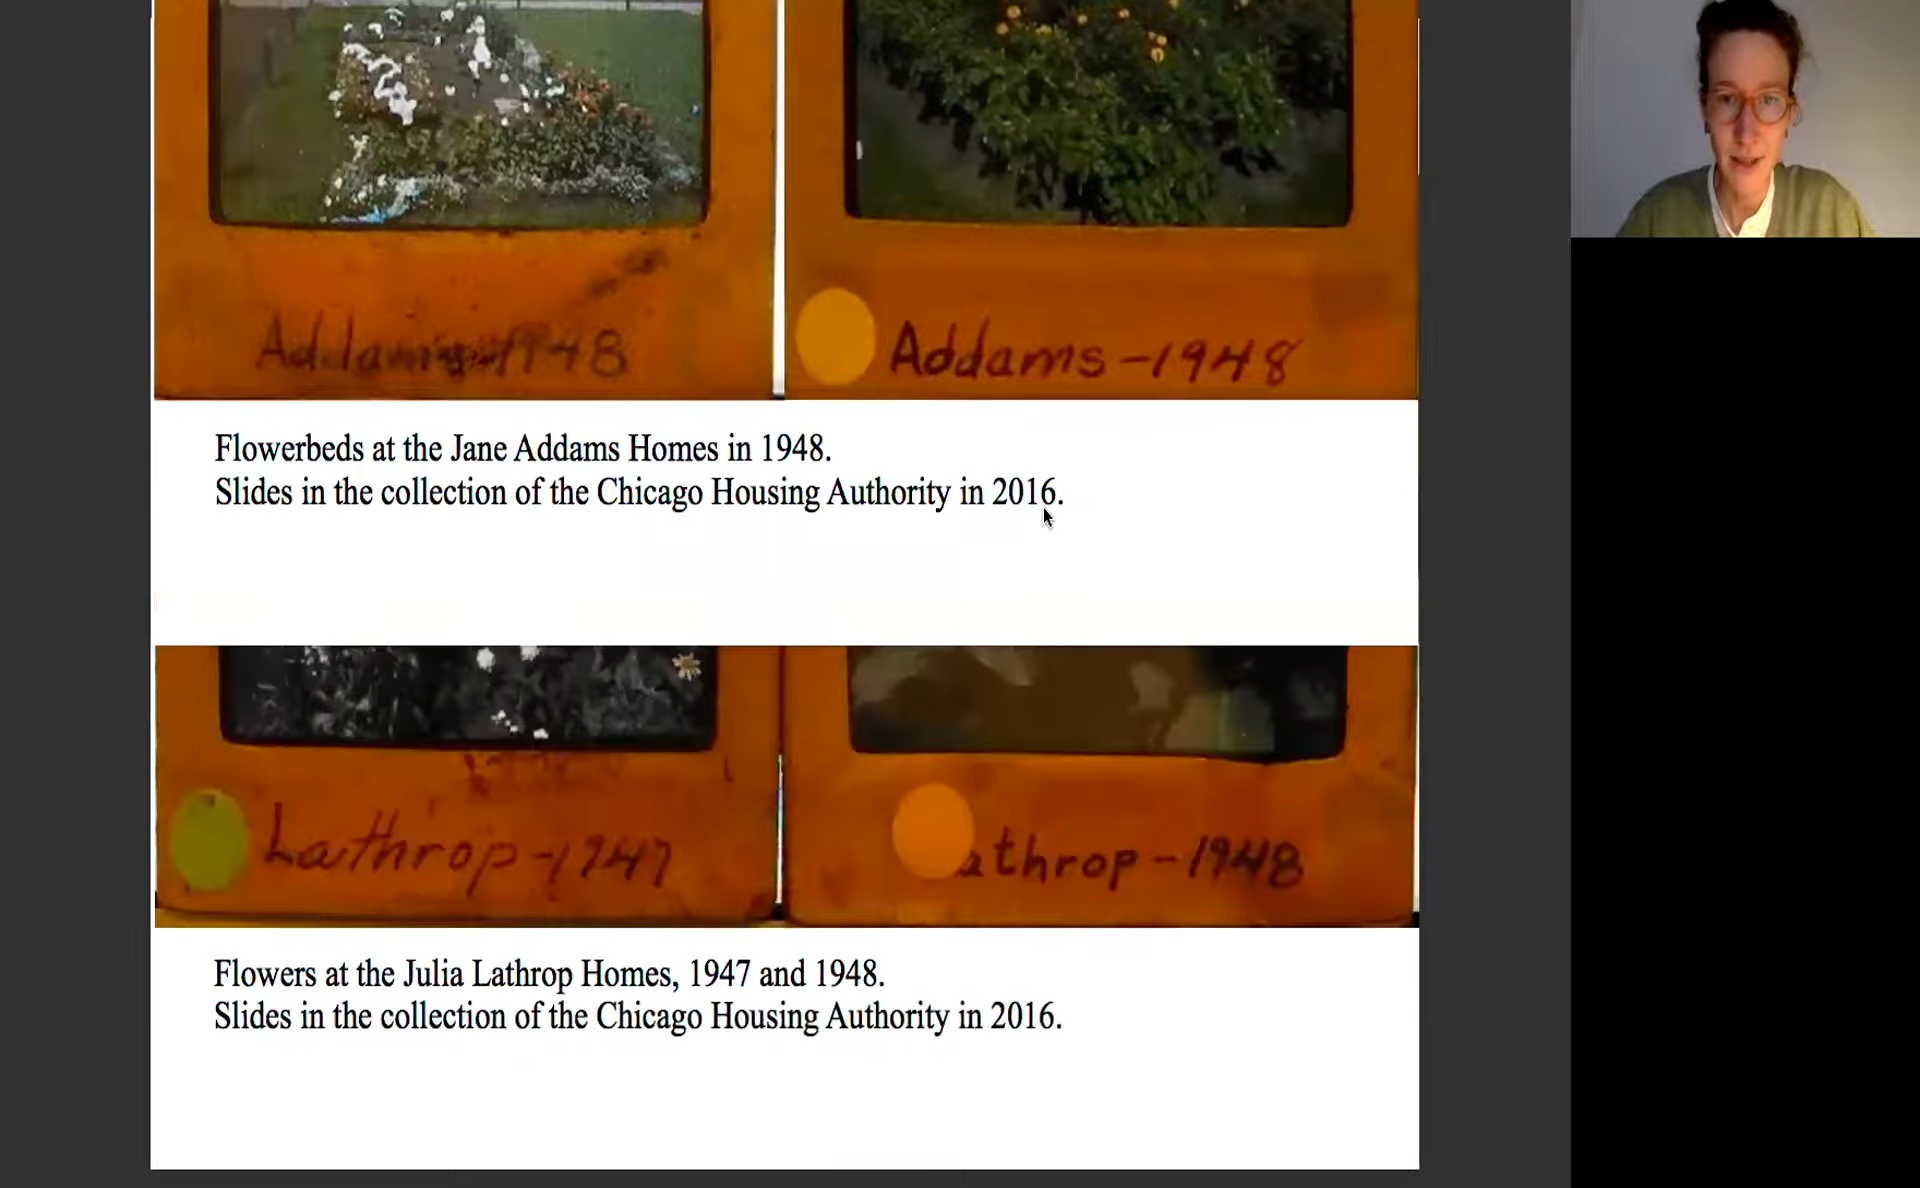 Addams-1948
Addams-1948
Flowerbeds at the Jane Addams Homes in 1948.
Slides in the collection of the Chicago Housing Authority in 2016.
Lathrop-1947
athrop-1948
Flowers at the Julia Lathrop Homes, 1947 and 1948.
Slides in the collection of the Chicago Housing Authority in 2016.